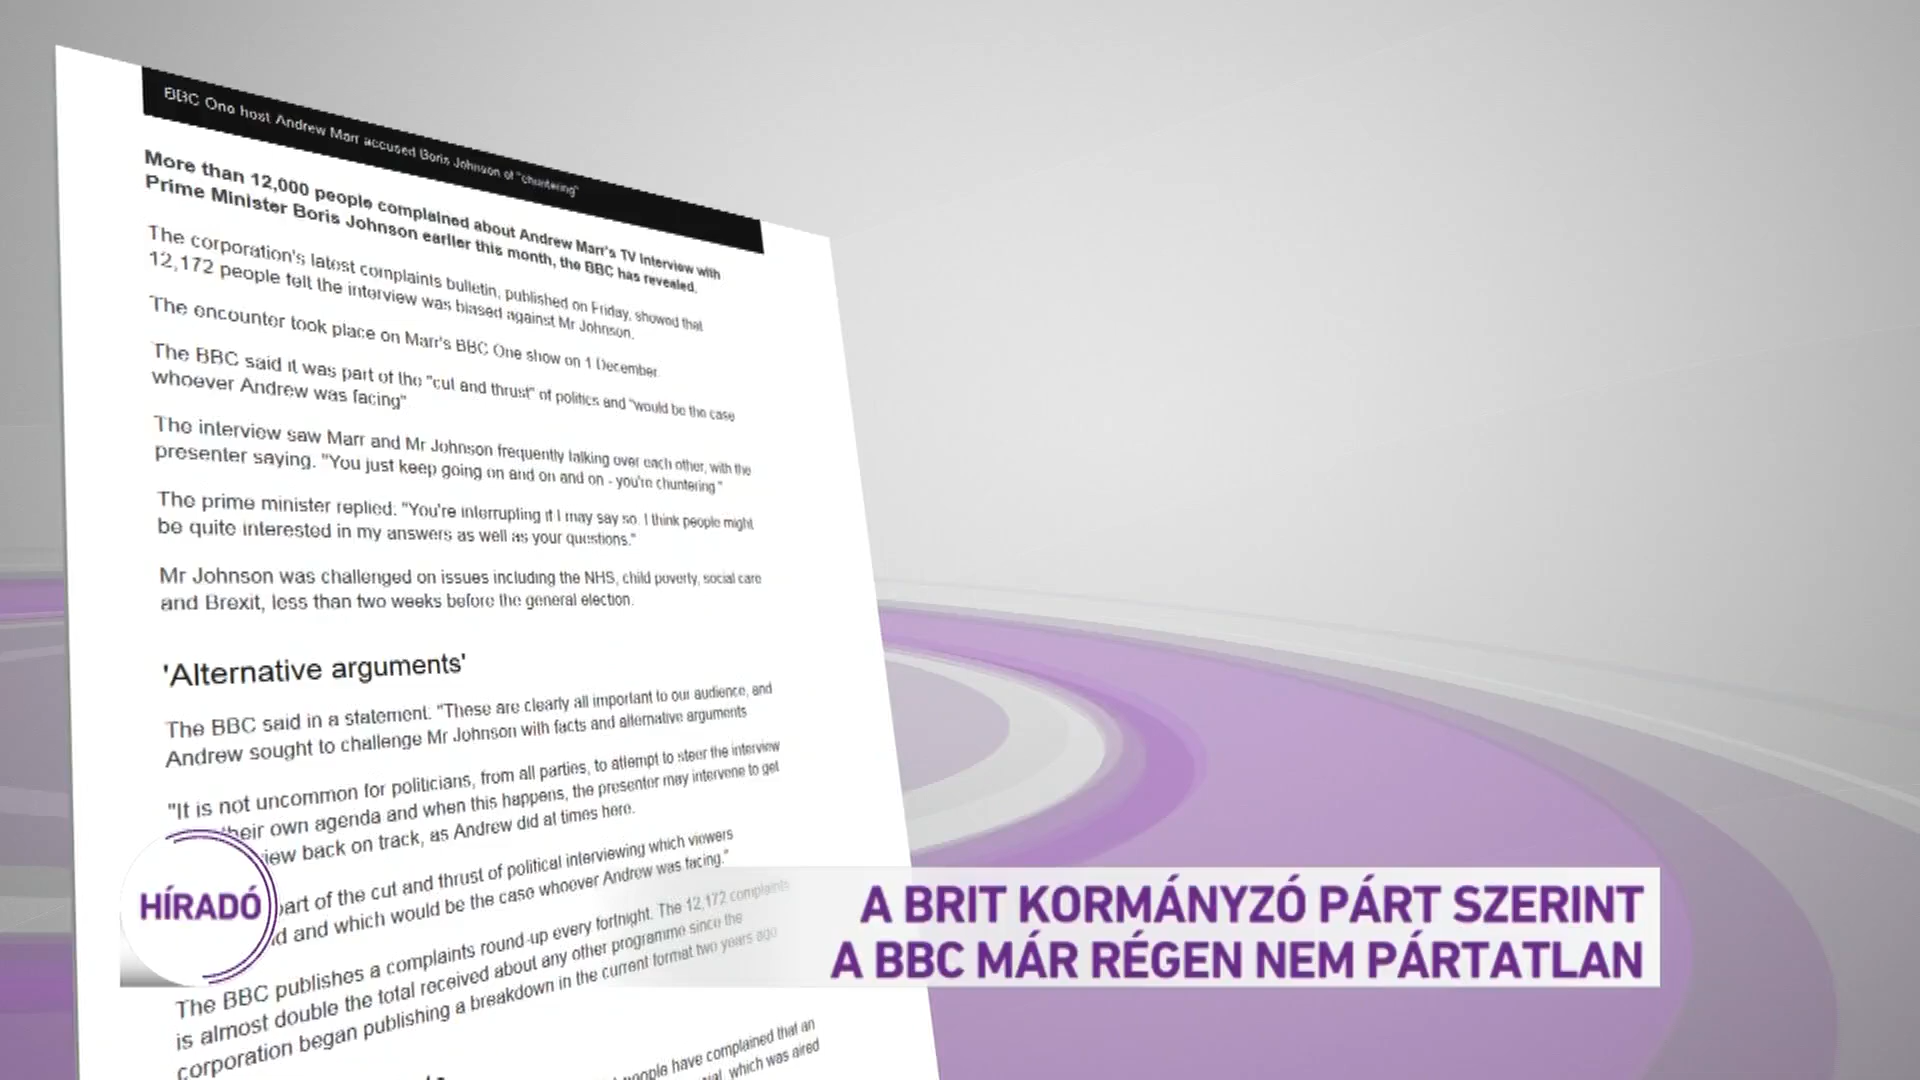 BBC One host Andrew Marr accused Boris Johnson of "chuntering"
More than 12,000 people complained about Andrew Marr's TV interview with
Prime Minister Boris Johnson earlier this month, the BBC has revealed.
The corporation's latest complaints bulletin, published on Friday, showed that
12,172 people felt the interview was biased against Mr Johnson.
The encounter took place on Marr's BBC One show on 1 December.
The BBC said it was part of the "cut and thrust" of politics and "would be the case
whoever Andrew was facing"
The interview saw Marr and Mr Johnson frequently talking over each other, with the
presenter saying: "You just keep going on and on and on - you're chuntering."
The prime minister replied: "You're interrupting if I may say so. I think people might
be quite interested in my answers as well as your questions."
Mr Johnson was challenged on issues including the NHS, child poverty, social care
and Brexit, less than two weeks before the general election.
'Alternative arguments'
The BBC said in a statement: "These are clearly all important to our audience, and
Andrew sought to challenge Mr Johnson with facts and alternative arguments
"It is not uncommon for politicians, from all parties, to attempt to steer the interview
their own agenda and when this happens, the presenter may intervene to get
view back on track, as Andrew did at times here.
part of the cut and thrust of political interviewing which viewers
d and which would be the case whoever Andrew was facing."
The BBC publishes a complaints round-up every fortnight. The 12,172 complaints
is almost double the total received about any other programme since the
corporation began publishing a breakdown in the current format two years ago
people have complained that an
which was aired
HÍRADÓ
A BRIT KORMÁNYZÓ PÁRT SZERINT
A BBC MÁR RÉGEN NEM PÁRTATLAN